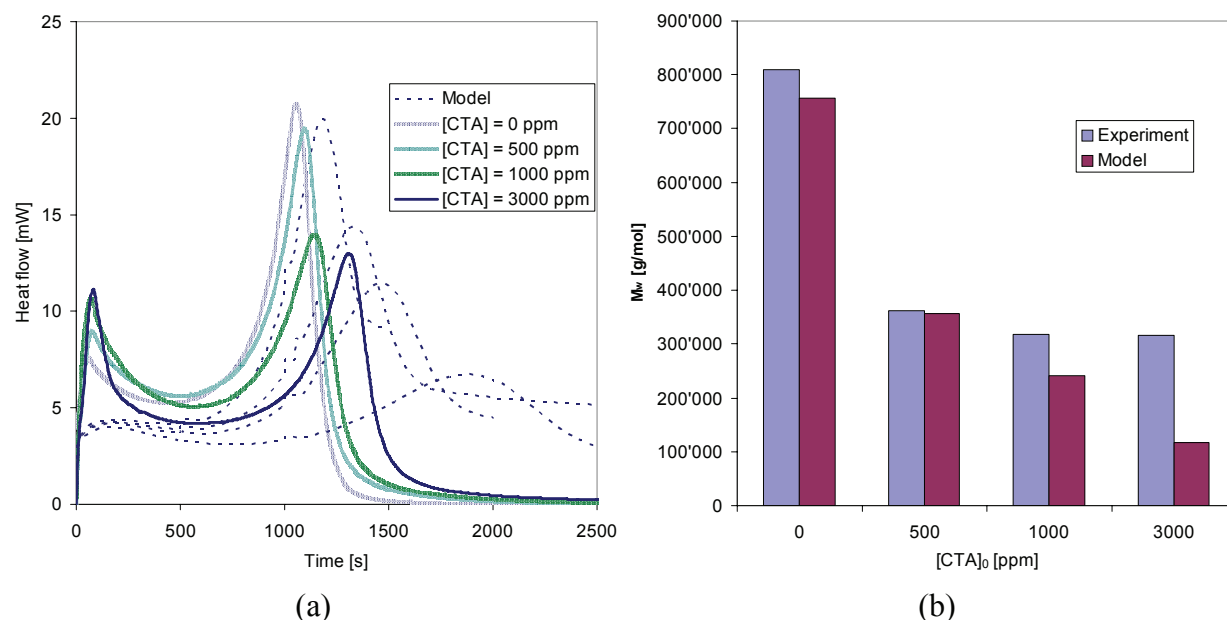 25
20
15
10
5
0
Heat flow [mW]
0 500 1000 1500 2000 2500
Time [s]
Model
[CTA] = 0 ppm
[CTA] = 500 ppm
[CTA] = 1000 ppm
[CTA] = 3000 ppm
(a)
900'000
800'000
700'000
600'000
500'000
400'000
300'000
200'000
100'000
0
Mw [g/mol]
0 500 1000 3000
[CTA]₀ [ppm]
Experiment
Model
(b)